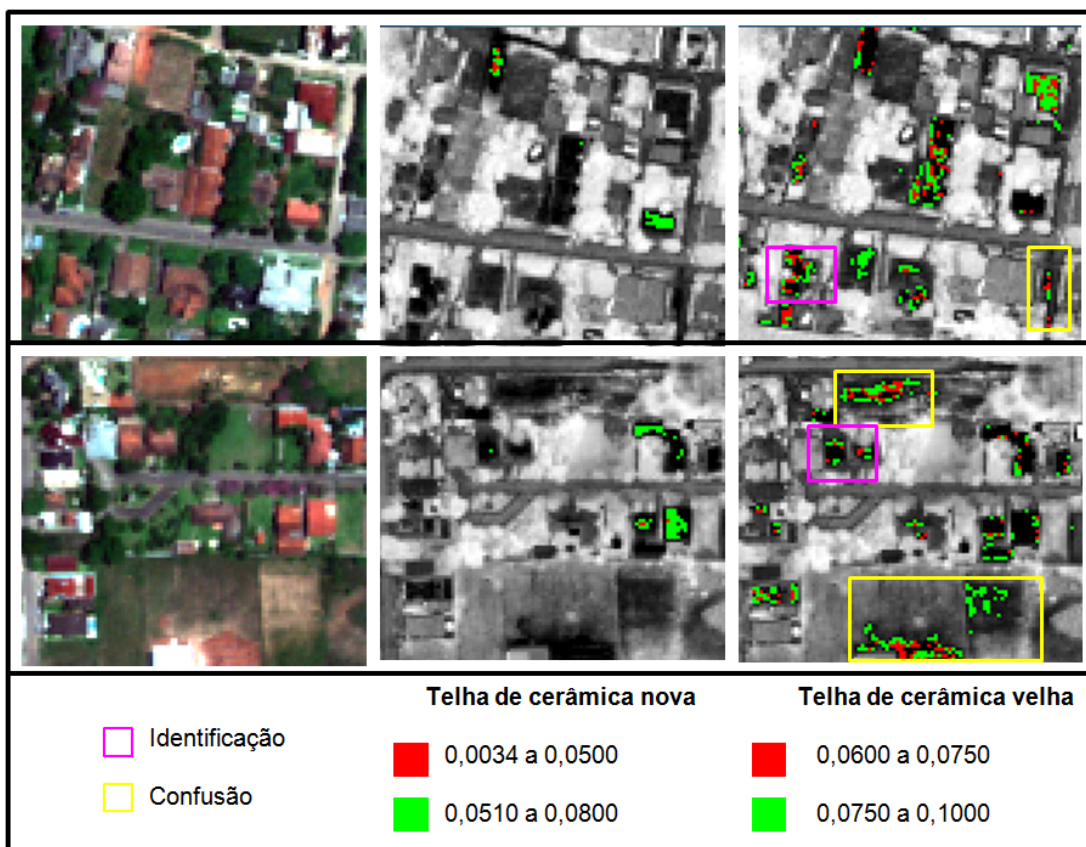 Telha de cerâmica nova
Telha de cerâmica velha
Identificação
0,0034 a 0,0500
0,0600 a 0,0750
Confusão
0,0510 a 0,0800
0,0750 a 0,1000